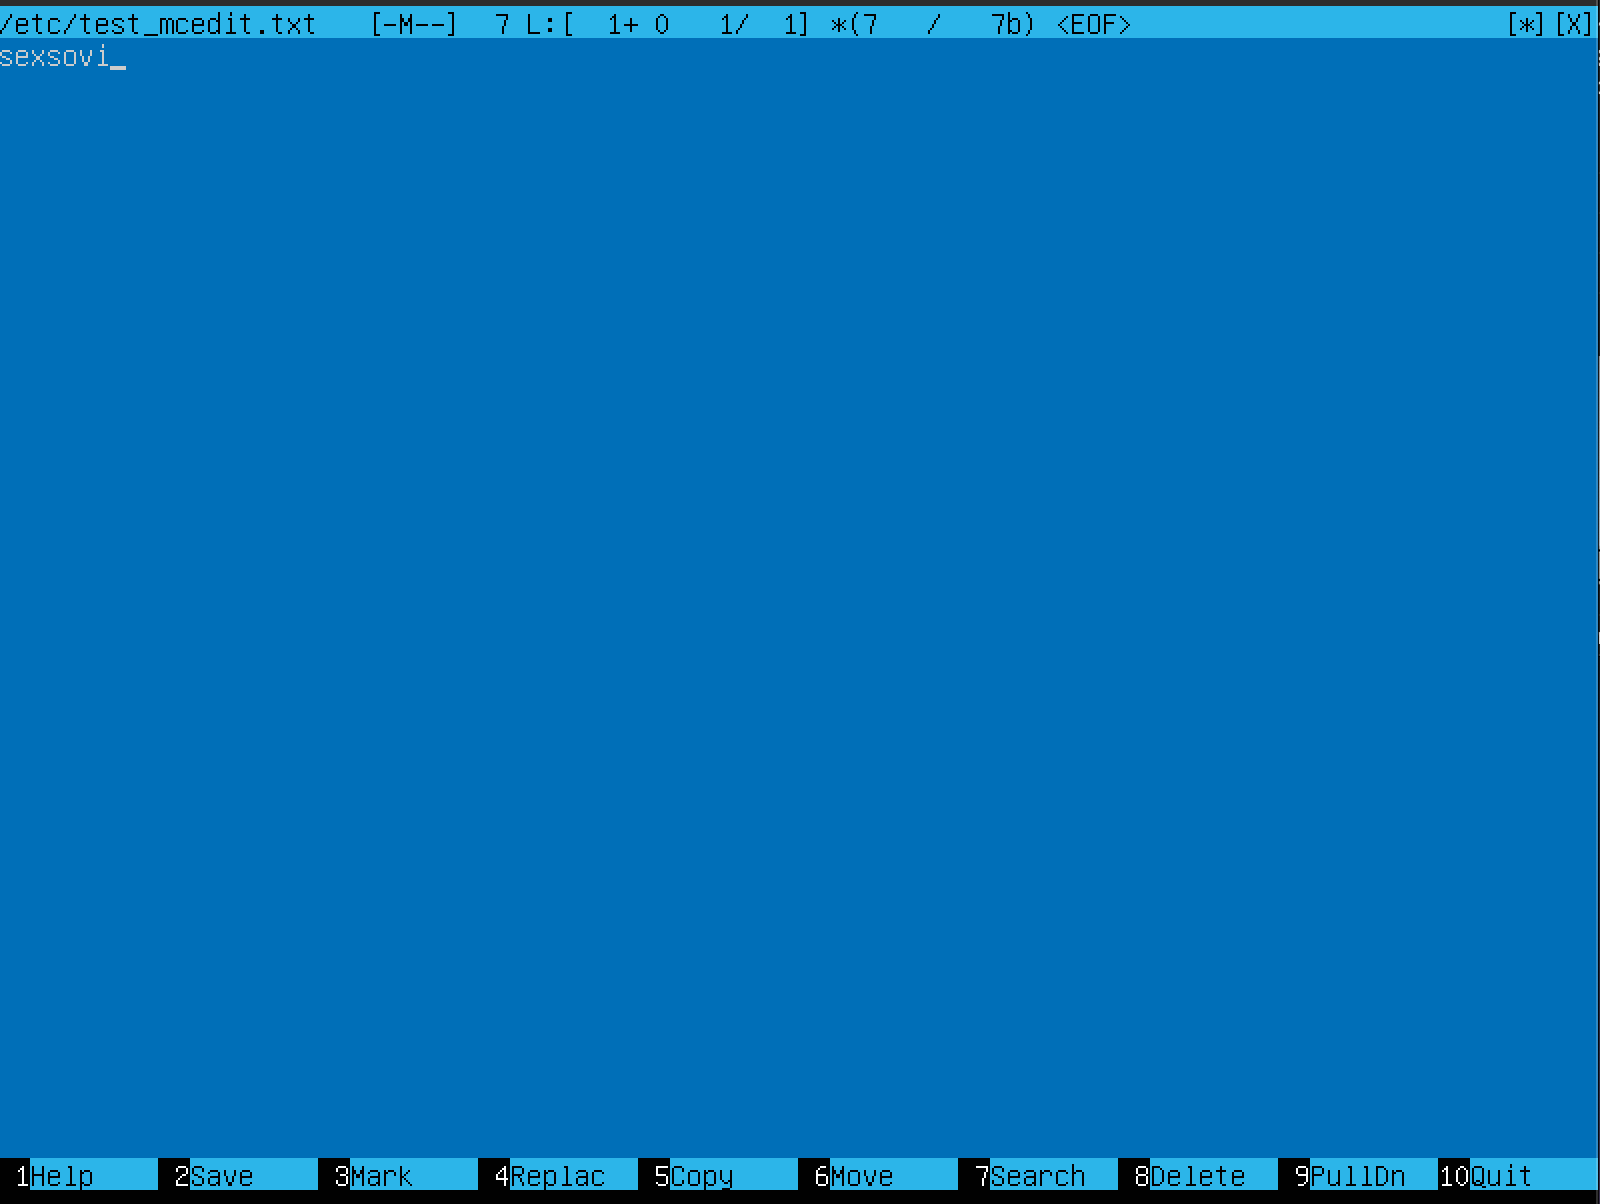 /etc/test_mcedit.txt [-M--] 7 L:[ 1+ 0 1/ 1] *(7 / 7b) <EOF> [*][X]
sexsovi_
1Help 2Save 3Mark 4Replac 5Copy 6Move 7Search 8Delete 9PullDn 10Quit